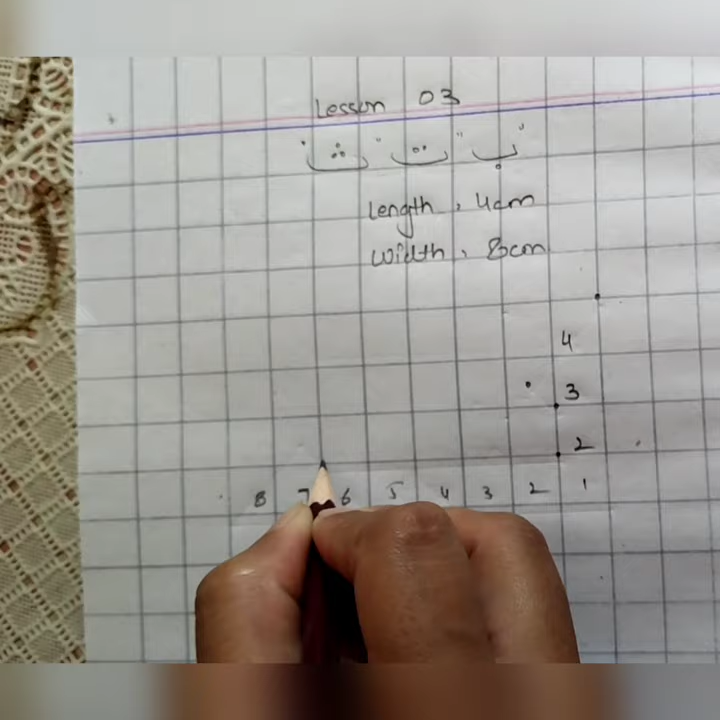 Lesson 03
"ب" "ت" "ث"
Length, 4cm
Width, 8cm
4
3
2
8 7 6 5 4 3 2 1